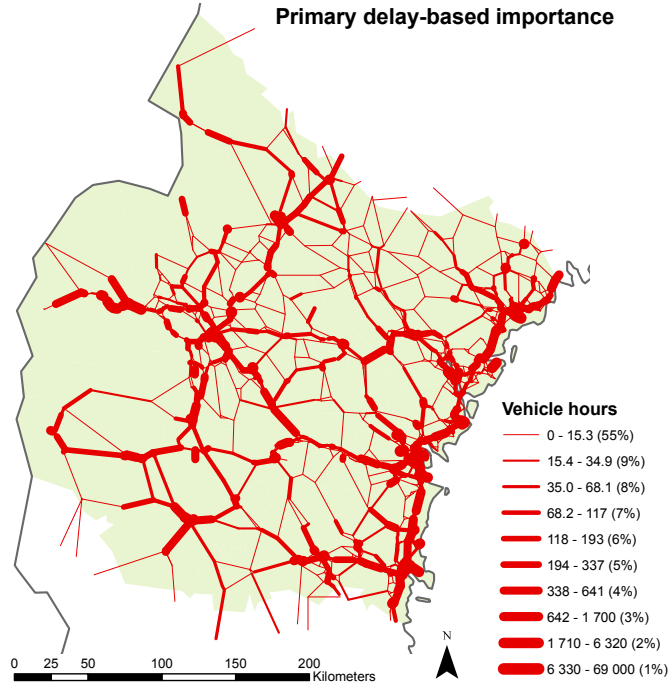 Primary delay-based importance
Vehicle hours
0 - 15.3 (55%)
15.4 - 34.9 (9%)
35.0 - 68.1 (8%)
68.2 - 117 (7%)
118 - 193 (6%)
194 - 337 (5%)
338 - 641 (4%)
642 - 1 700 (3%)
1 710 - 6 320 (2%)
6 330 - 69 000 (1%)
N
0 25 50 100 150 200
Kilometers